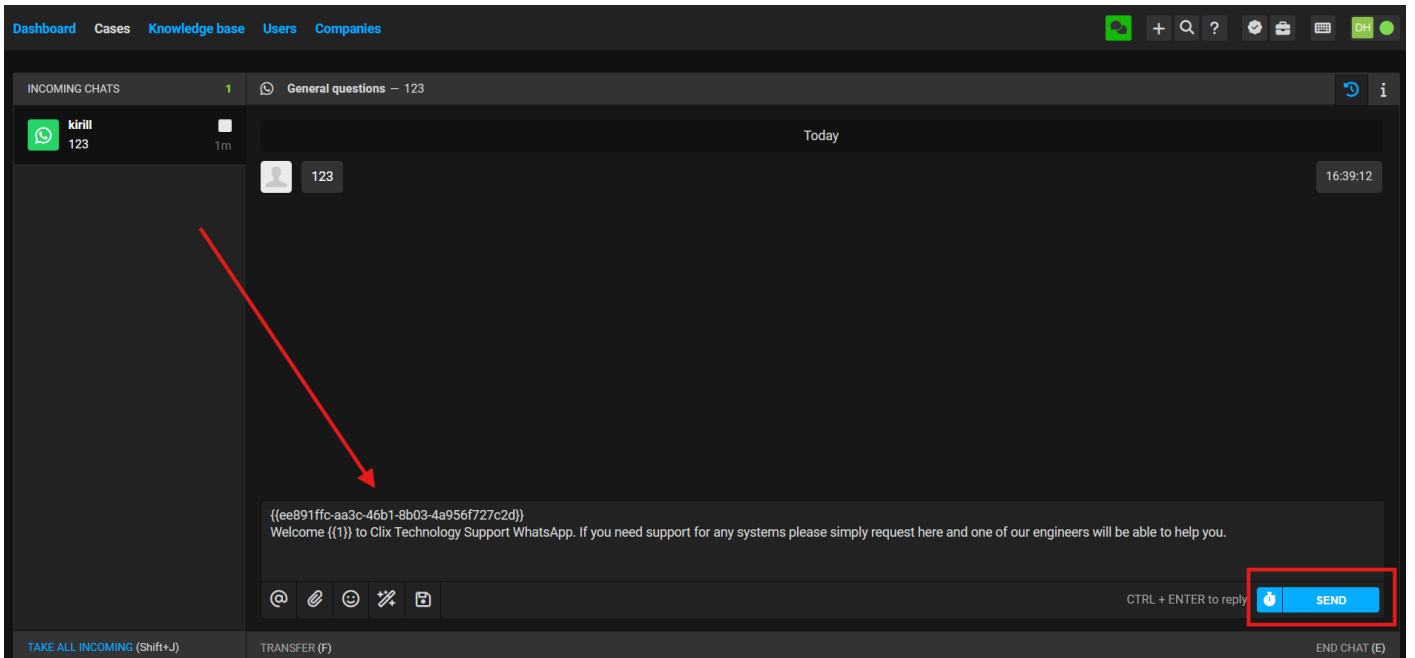 Dashboard Cases Knowledge base Users Companies
DH
INCOMING CHATS 1
General questions — 123
kirill
123 1m
Today
123 16:39:12
{{ee891ffc-aa3c-46b1-8b03-4a956f727c2d}}
Welcome {{1}} to Clix Technology Support WhatsApp. If you need support for any systems please simply request here and one of our engineers will be able to help you.
CTRL + ENTER to reply SEND
TAKE ALL INCOMING (Shift+J) TRANSFER (F) END CHAT (E)